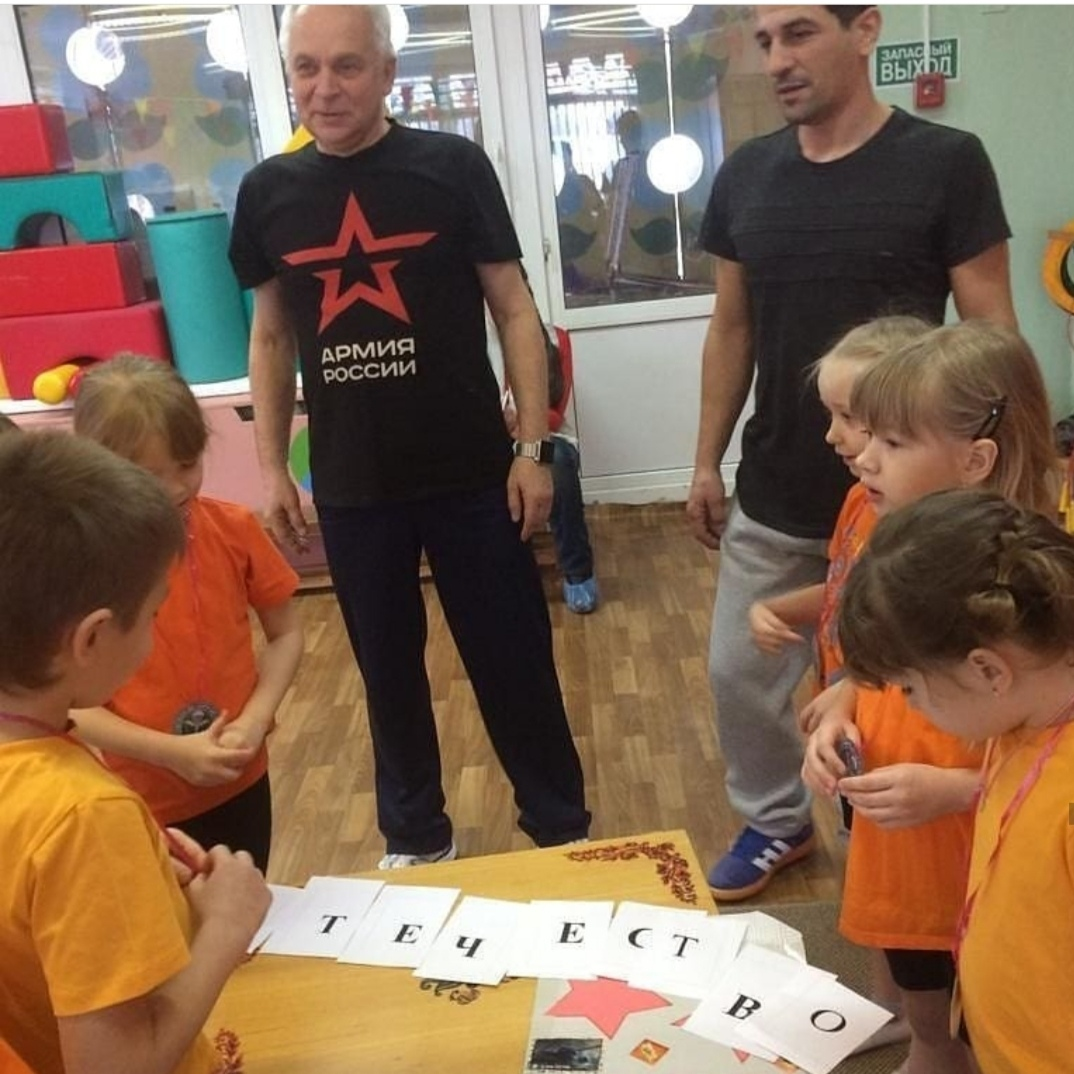 ЗАПАСНЫЙ
ВЫХОД
АРМИЯ
РОССИИ
Т Е Ч Е С Т В О